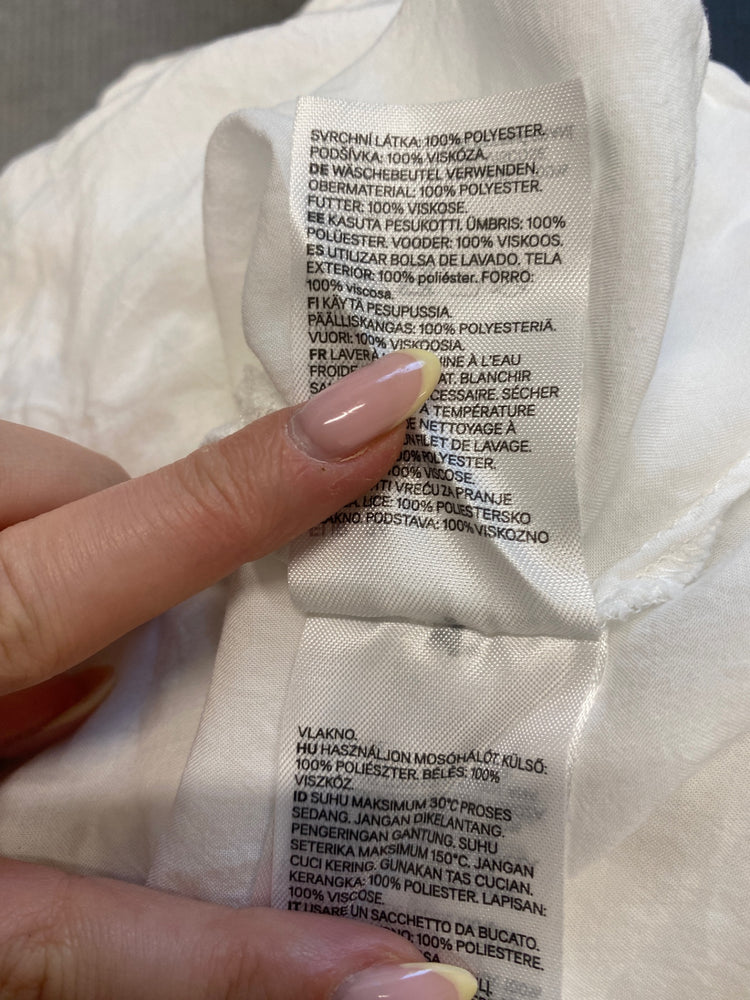 SVRCHNÍ LÁTKA: 100% POLYESTER.
PODŠÍVKA: 100% VISKÓZA.
DE WÄSCHEBEUTEL VERWENDEN.
OBERMATERIAL: 100% POLYESTER.
FUTTER: 100% VISKOSE.
EE KASUTA PESUKOTTI. ÜMBRIS: 100%
POLÜESTER. VOODER: 100% VISKOOS.
ES UTILIZAR BOLSA DE LAVADO. TELA
EXTERIOR: 100% poliéster. FORRO:
100% viscosa.
FI KÄYTÄ PESUPUSSIA.
PÄÄLLISKANGAS: 100% POLYESTERIÄ.
VUORI: 100% VISKOOSIA.
FR LAVER À L'EAU
FROIDE BLANCHIR
SÉCHER
À TEMPÉRATURE
NETTOYAGE À
FILET DE LAVAGE.
POLYESTER.
100% VISCOSE.
VREĆU ZA PRANJE
LICE: 100% POLIESTERSKO
PODSTAVA: 100% VISKOZNO
VLAKNO.
HU HASZNÁLJON MOSÓHÁLÓT. KÜLSŐ:
100% POLIÉSZTER. BÉLÉS: 100%
VISZKÓZ.
ID SUHU MAKSIMUM 30°C PROSES
SEDANG. JANGAN DIKELANTANG.
PENGERINGAN GANTUNG. SUHU
SETERIKA MAKSIMUM 150°C. JANGAN
CUCI KERING. GUNAKAN TAS CUCIAN.
KERANGKA: 100% POLIESTER. LAPISAN:
100% VISCOSE.
IT USARE UN SACCHETTO DA BUCATO.
100% POLIESTERE.